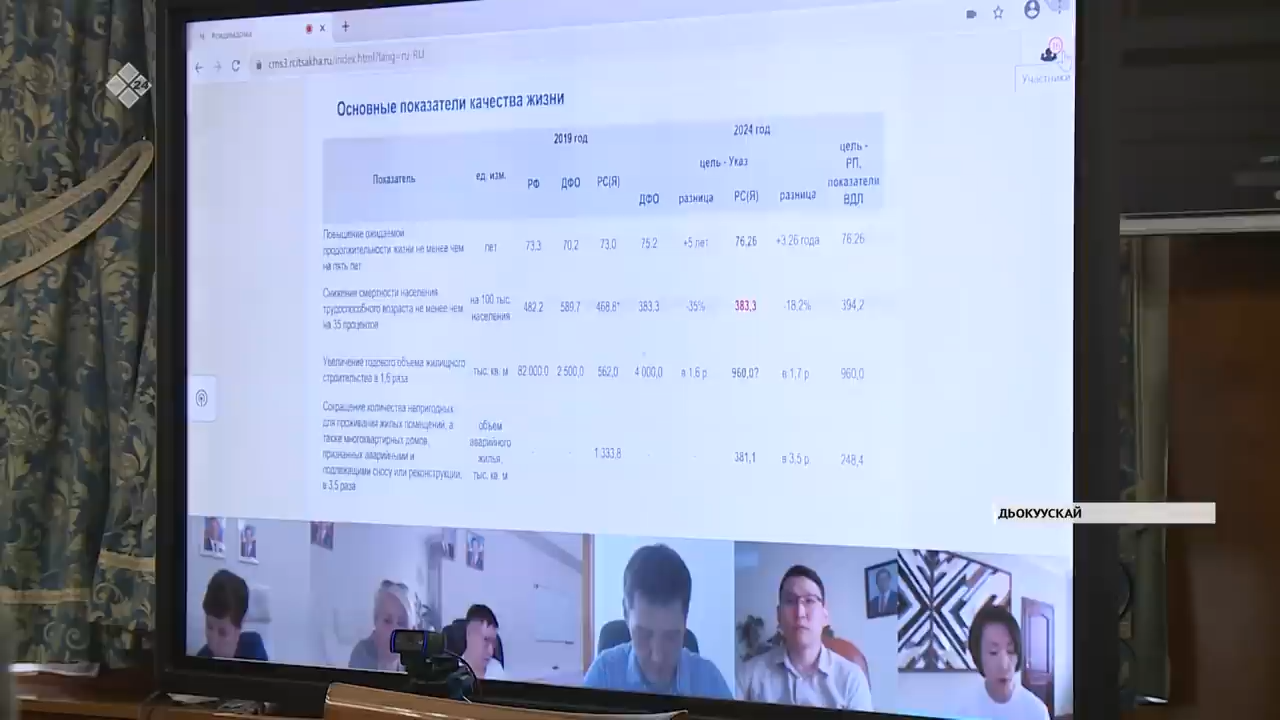 cms3.rcitsakha.ru/index.html?lang=ru-RU
24
Участники
Основные показатели качества жизни
2019 год
2024 год
Показатель
ед. изм.
РФ
ДФО
РС(Я)
цель - Указ
ДФО
разница
РС(Я)
разница
цель -
РП,
показатели
ВДЛ
Повышение ожидаемой
продолжительности жизни не менее чем
на пять лет
лет
73.3
70.2
73.0
75.2
+5 лет
76.26
+3.26 года
76.26
Снижение смертности населения
трудоспособного возраста не менее чем
на 35 процентов
на 100 тыс.
населения
482.2
589.7
468.6*
383.3
-35%
383,3
-18.2%
394,2
Увеличение годового объема жилищного
строительства в 1,6 раза
тыс. кв. м
82 000.0
2 500,0
562,0
4 000,0
в 1,6 р
960.0?
в 1,7 р
960,0
Сокращение количества непригодных
для проживания жилых помещений, а
также многоквартирных домов,
признанных аварийными и
подлежащими сносу или реконструкции,
в 3.5 раза
объем
аварийного
жилья,
тыс. кв. м
-
-
1 333,8
-
-
381,1
в 3,5 р
248,4
ДЬОКУУСКАЙ